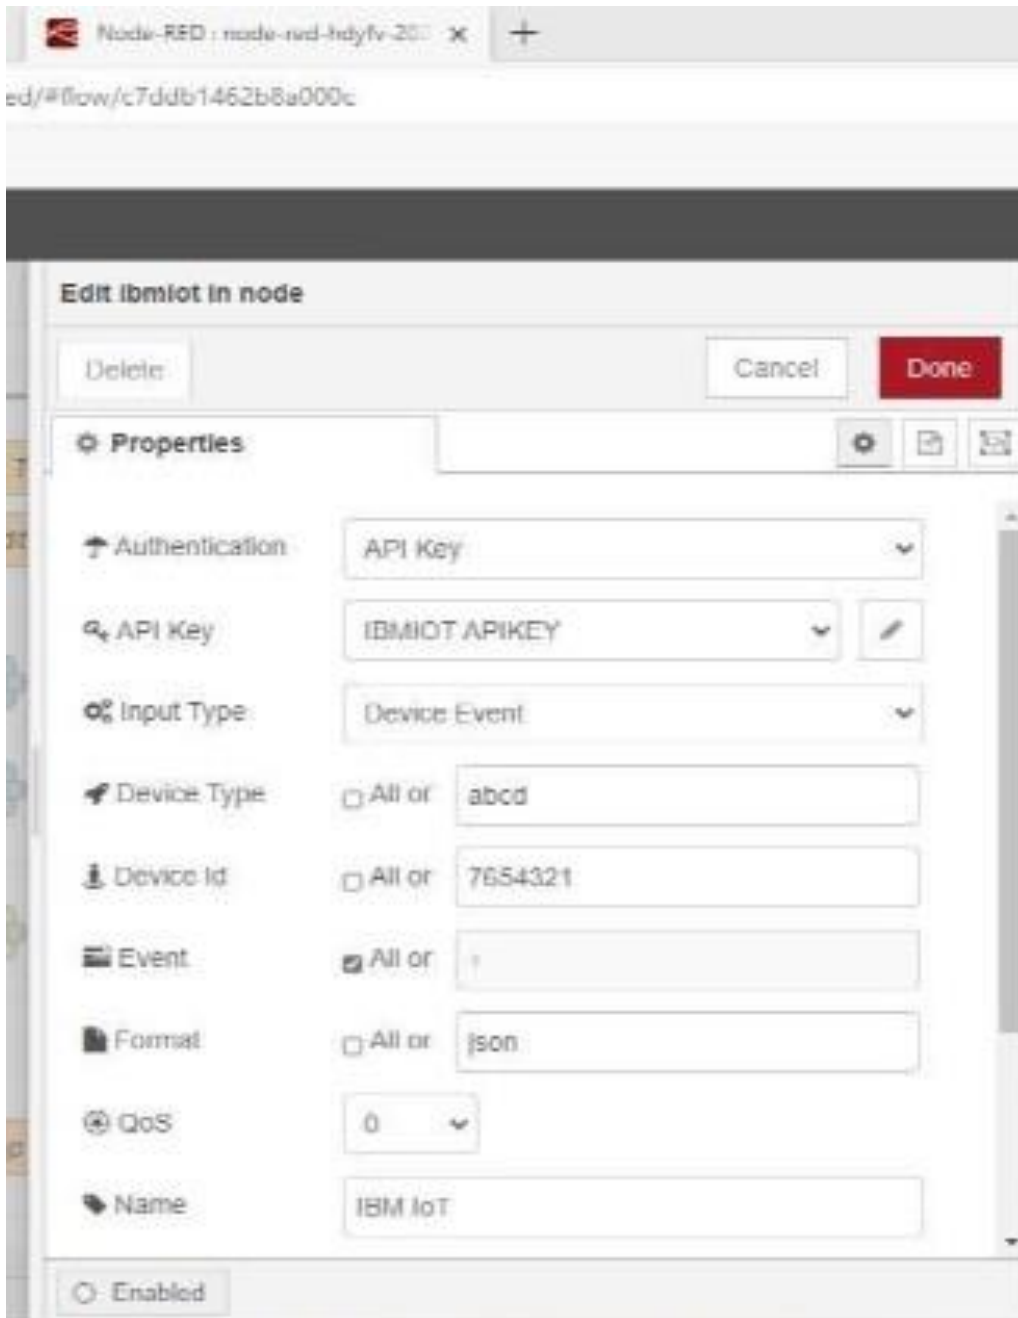 Node-RED : node-red-hdyfv-202
ed/#flow/c7ddb1462b8a000c
Edit ibmiot in node
Delete
Cancel
Done
Properties
Authentication
API Key
API Key
IBMIOT APIKEY
Input Type
Device Event
Device Type
All or
abcd
Device Id
All or
7654321
Event
All or
Format
All or
json
QoS
0
Name
IBM IoT
Enabled